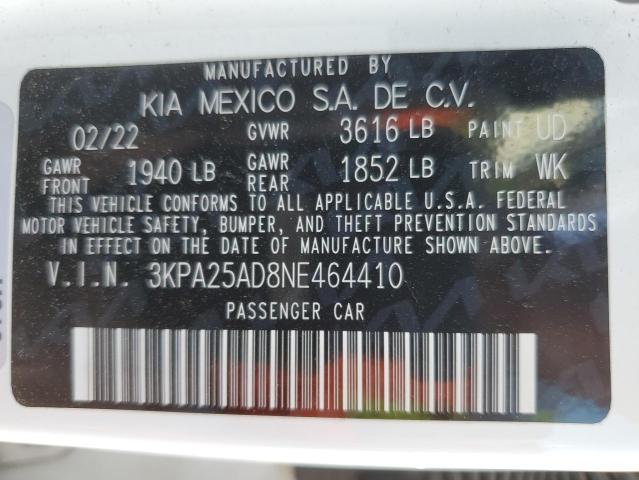 MANUFACTURED BY
KIA MEXICO S.A. DE C.V.
02/22 GVWR 3616 LB PAINT UD
GAWR FRONT 1940 LB GAWR REAR 1852 LB TRIM WK
THIS VEHICLE CONFORMS TO ALL APPLICABLE U.S.A. FEDERAL
MOTOR VEHICLE SAFETY, BUMPER, AND THEFT PREVENTION STANDARDS
IN EFFECT ON THE DATE OF MANUFACTURE SHOWN ABOVE.
V.I.N. 3KPA25AD8NE464410
PASSENGER CAR